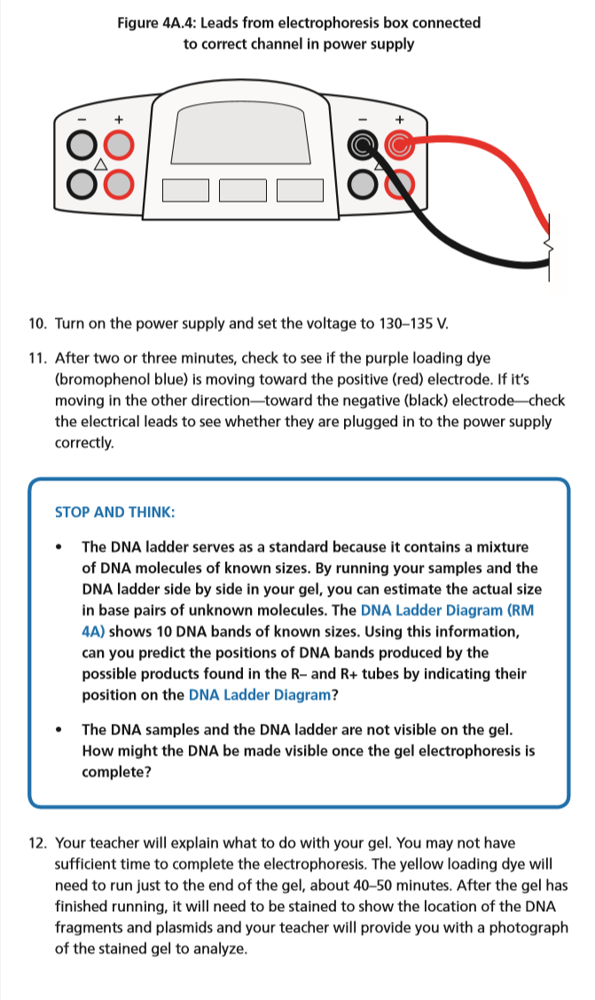 Figure 4A.4: Leads from electrophoresis box connected
to correct channel in power supply
– + – +
10. Turn on the power supply and set the voltage to 130–135 V.
11. After two or three minutes, check to see if the purple loading dye
(bromophenol blue) is moving toward the positive (red) electrode. If it's
moving in the other direction—toward the negative (black) electrode—check
the electrical leads to see whether they are plugged in to the power supply
correctly.
STOP AND THINK:
• The DNA ladder serves as a standard because it contains a mixture
of DNA molecules of known sizes. By running your samples and the
DNA ladder side by side in your gel, you can estimate the actual size
in base pairs of unknown molecules. The DNA Ladder Diagram (RM
4A) shows 10 DNA bands of known sizes. Using this information,
can you predict the positions of DNA bands produced by the
possible products found in the R– and R+ tubes by indicating their
position on the DNA Ladder Diagram?
• The DNA samples and the DNA ladder are not visible on the gel.
How might the DNA be made visible once the gel electrophoresis is
complete?
12. Your teacher will explain what to do with your gel. You may not have
sufficient time to complete the electrophoresis. The yellow loading dye will
need to run just to the end of the gel, about 40–50 minutes. After the gel has
finished running, it will need to be stained to show the location of the DNA
fragments and plasmids and your teacher will provide you with a photograph
of the stained gel to analyze.